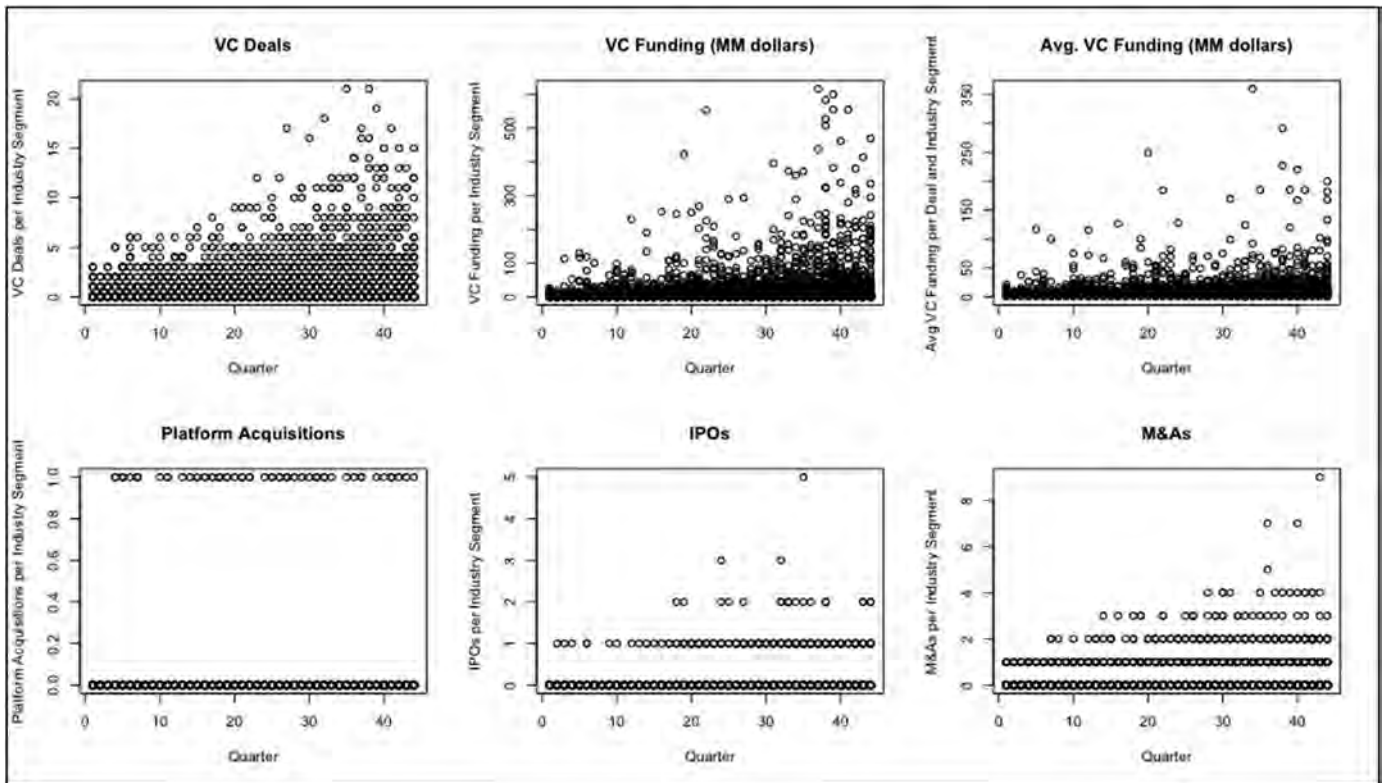 VC Deals
VC Deals per Industry Segment
20
15
10
5
0
0 10 20 30 40
Quarter
VC Funding (MM dollars)
VC Funding per Industry Segment
500
300
100
0
0 10 20 30 40
Quarter
Avg. VC Funding (MM dollars)
Avg VC Funding per Deal and Industry Segment
350
250
150
50
0
0 10 20 30 40
Quarter
Platform Acquisitions
Platform Acquisitions per Industry Segment
1.0
0.8
0.6
0.4
0.2
0.0
0 10 20 30 40
Quarter
IPOs
IPOs per Industry Segment
5
4
3
2
1
0
0 10 20 30 40
Quarter
M&As
M&As per Industry Segment
8
6
4
2
0
0 10 20 30 40
Quarter